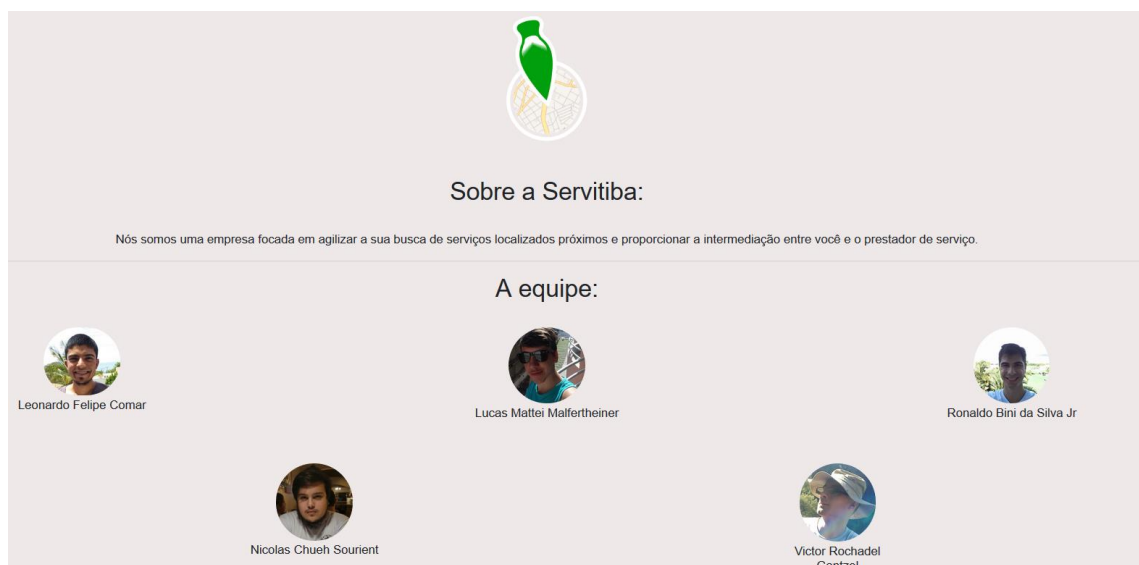 Sobre a Servitiba:
Nós somos uma empresa focada em agilizar a sua busca de serviços localizados próximos e proporcionar a intermediação entre você e o prestador de serviço.
A equipe:
Leonardo Felipe Comar
Lucas Mattei Malfertheiner
Ronaldo Bini da Silva Jr
Nicolas Chueh Sourient
Victor Rochadel